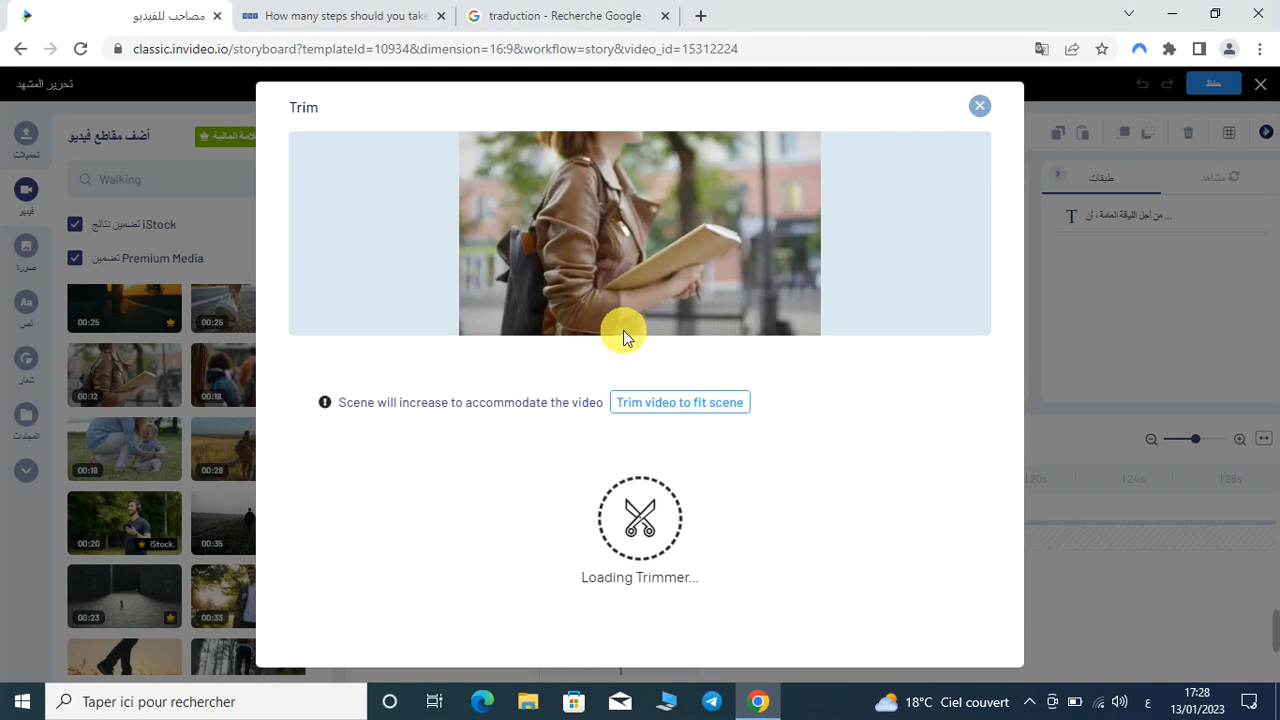 مصاحب للفيديو
How many steps should you take
traduction - Recherche Google
classic.invideo.io/storyboard?templateId=10934&dimension=16:9&workflow=story&video_id=15312224
تحرير المشهد
حفظ
Trim
تحميلات
أضف مقاطع فيديو
Walking
فيديو
تضمين نتائج iStock
تضمين Premium Media
صورة
نص
شعار
المجلدات
00:25
00:25
00:12
00:18
00:19
00:28
00:20
iStock.
00:35
00:23
00:33
Scene will increase to accommodate the video
Trim video to fit scene
Loading Trimmer...
طبقات
مشاهد
من أجل اللياقة العامة ، أن ...
20s
24s
28s
Taper ici pour rechercher
18°C Ciel couvert
ع
17:28
13/01/2023